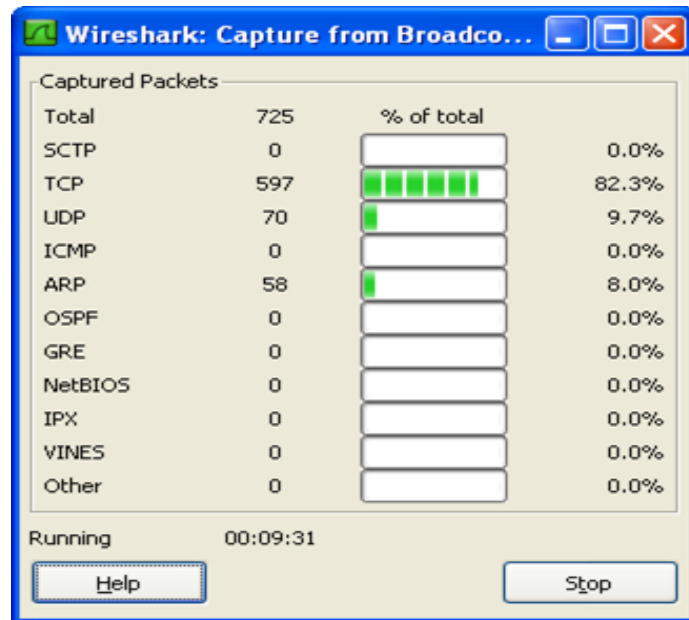 Wireshark: Capture from Broadco...
Captured Packets
Total 725 % of total
SCTP 0 0.0%
TCP 597 82.3%
UDP 70 9.7%
ICMP 0 0.0%
ARP 58 8.0%
OSPF 0 0.0%
GRE 0 0.0%
NetBIOS 0 0.0%
IPX 0 0.0%
VINES 0 0.0%
Other 0 0.0%
Running 00:09:31
Help Stop